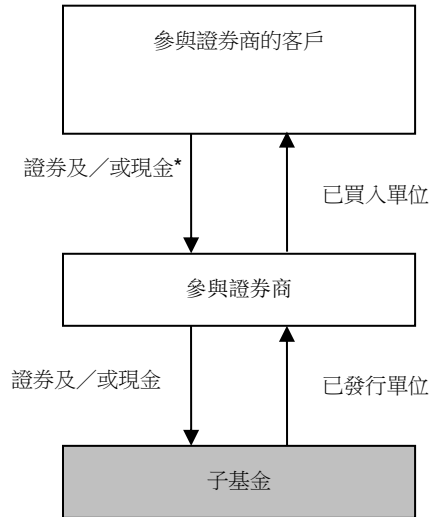 參與證券商的客戶
證券及／或現金*
已買入單位
參與證券商
證券及／或現金
已發行單位
子基金